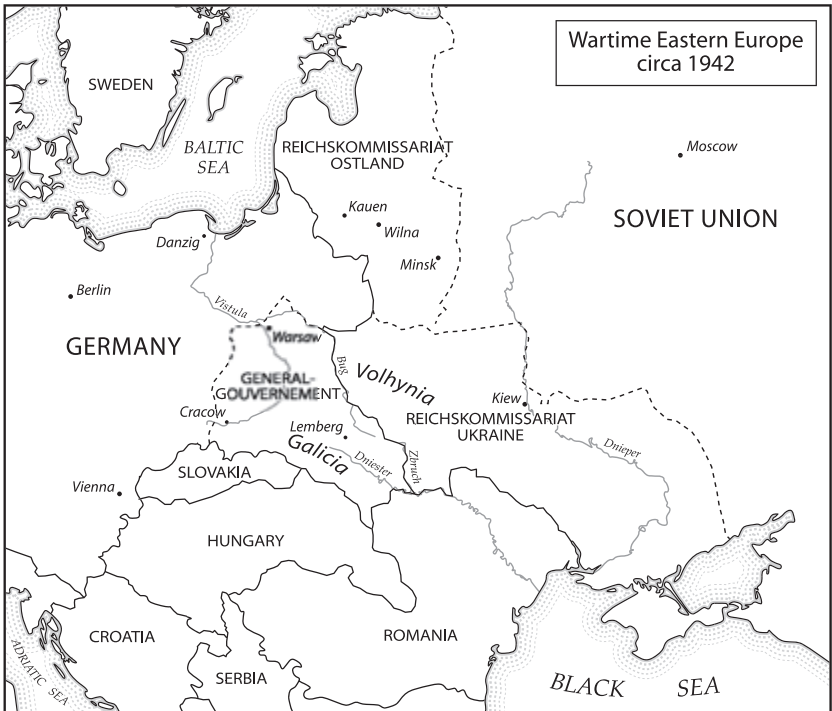 Wartime Eastern Europe
circa 1942
SWEDEN
BALTIC
SEA
REICHSKOMMISSARIAT
OSTLAND
Moscow
Kauen
Wilna
SOVIET UNION
Danzig
Minsk
Berlin
Vistula
Warsaw
GERMANY
Bug
Volhynia
GENERAL-
GOUVERNEMENT
Kiew
Cracow
REICHSKOMMISSARIAT
UKRAINE
Lemberg
Galicia
Dniester
Zbruch
Dnieper
SLOVAKIA
Vienna
HUNGARY
CROATIA
ROMANIA
ADRIATIC SEA
SERBIA
BLACK SEA